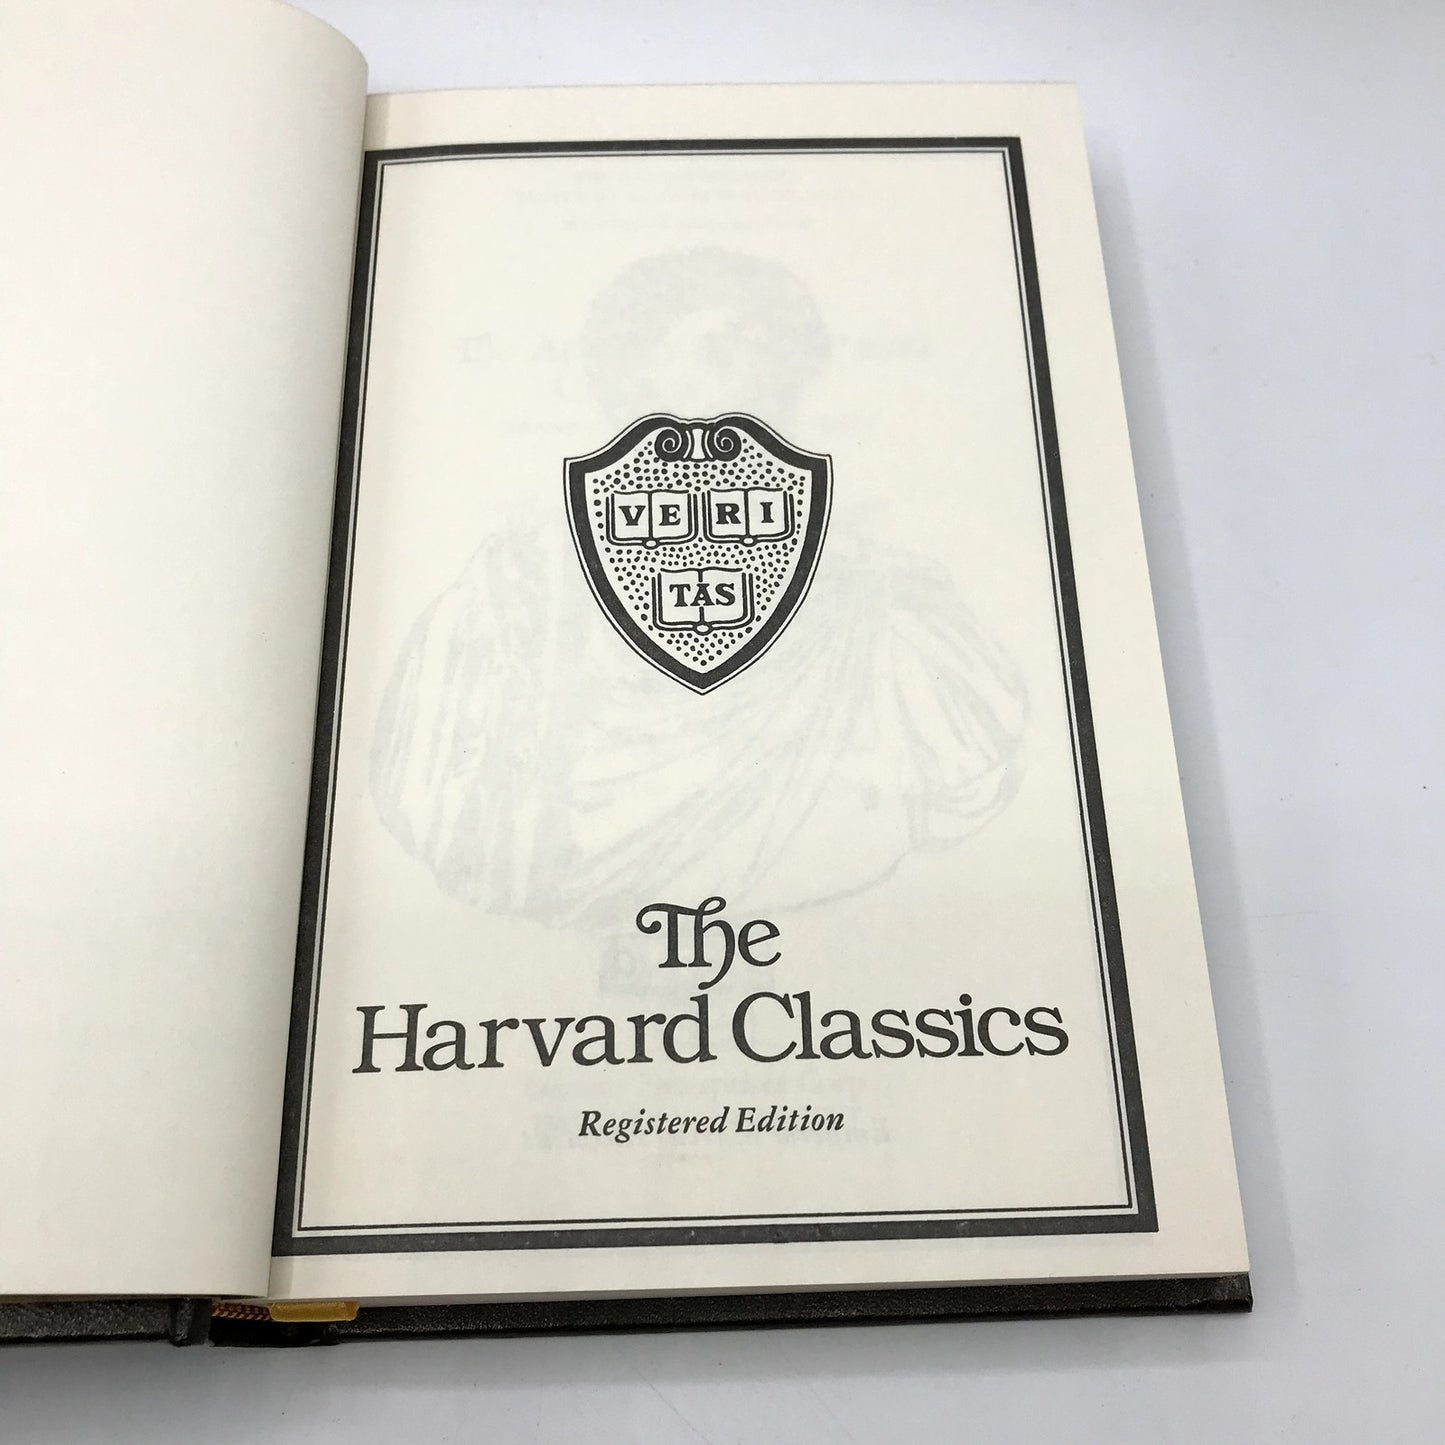 VE RI
TAS
The
Harvard Classics
Registered Edition